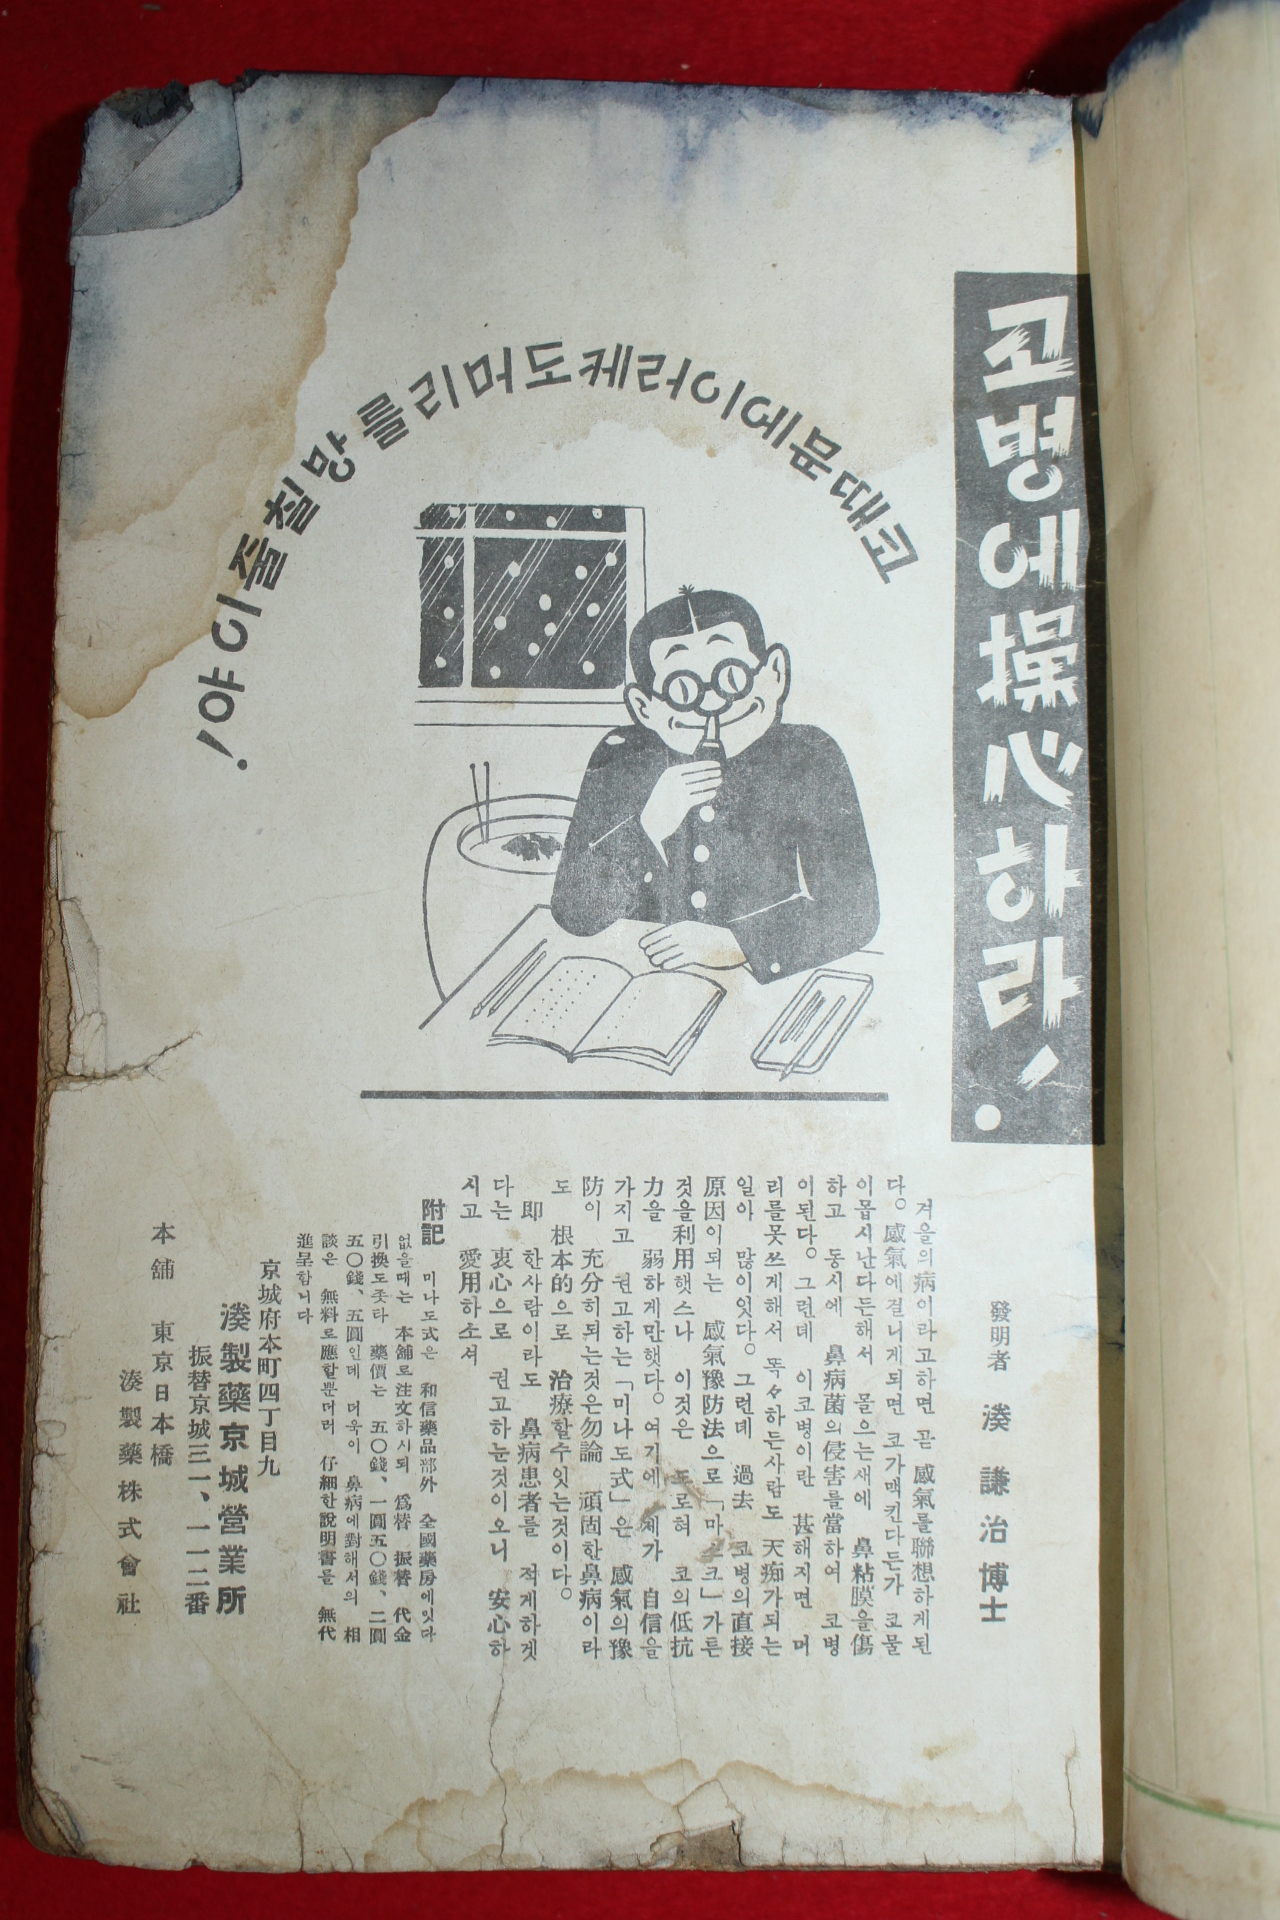 고병에操心하라!
코때문에이러케도머리를망칠줄이야!
發明者 湊謙治博士
겨울의病이라고하면 곧 感氣를聯想하게된
다。感氣에걸니게되면 코가맥킨다든가 코물
이몹시난다든해서 몰으는새에 鼻粘膜을傷
하고 동시에 鼻病菌의侵害를當하여 코병
이된다。그런데 이코병이란 甚해지면 머
리를못쓰게해서 똑々하든사람도 天痴가되는
일아 많이잇다。그런데 過去 코병의直接
原因이되는 感氣豫防法으로「마스크」가튼
것을利用햇스나 이것은 도로혀 코의低抗
力을 弱하게만햇다。여기에 自信을
가지고 권고하는「미나도式」은 感氣의豫
防이 充分히되는것은勿論 頑固한鼻病이라
도 根本的으로 治療할수잇는것이다。
即 한사람이라도 鼻病患者를 적게하겟
다는 衷心으로 권고하는것이오니 安心하
시고 愛用하소셔
附記 미나도式은 和信藥品部外 全國藥房에잇다
없을때는 本舖로注文하시되 爲替 振替 代金
引換도좃타 藥價는 五〇錢、一圓五〇錢、二圓
五〇錢、五圓인데 더욱이 鼻病에對해서의 相
談은 無料로應할뿐더러 仔細한說明書를 無代
進呈합니다
京城府本町四丁目九
湊製藥京城營業所
振替京城三一、一一二番
本舖 東京日本橋
湊製藥株式會社